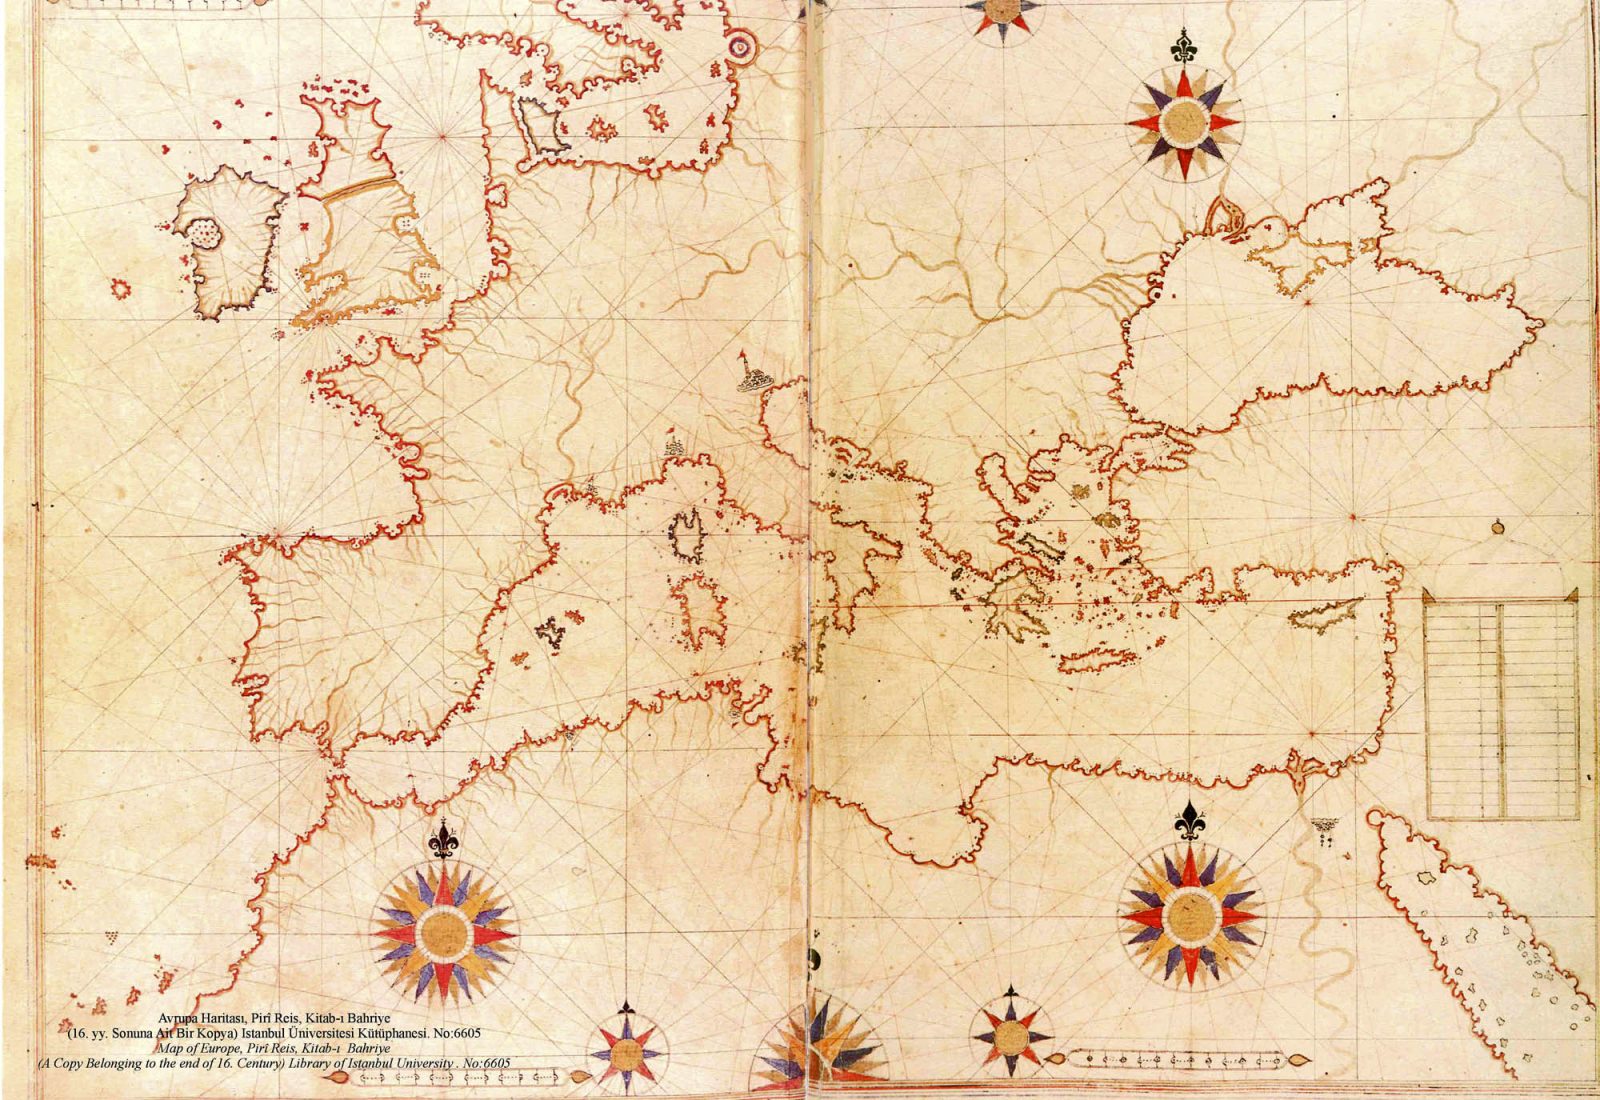 Avrupa Haritası, Pirî Reis, Kitab-ı Bahriye
(16. yy. Sonuna Ait Bir Kopya) Istanbul Üniversitesi Kütüphanesi. No:6605
Map of Europe, Pirî Reis, Kitab-ı Bahriye
(A Copy Belonging to the end of 16. Century) Library of Istanbul University . No:6605